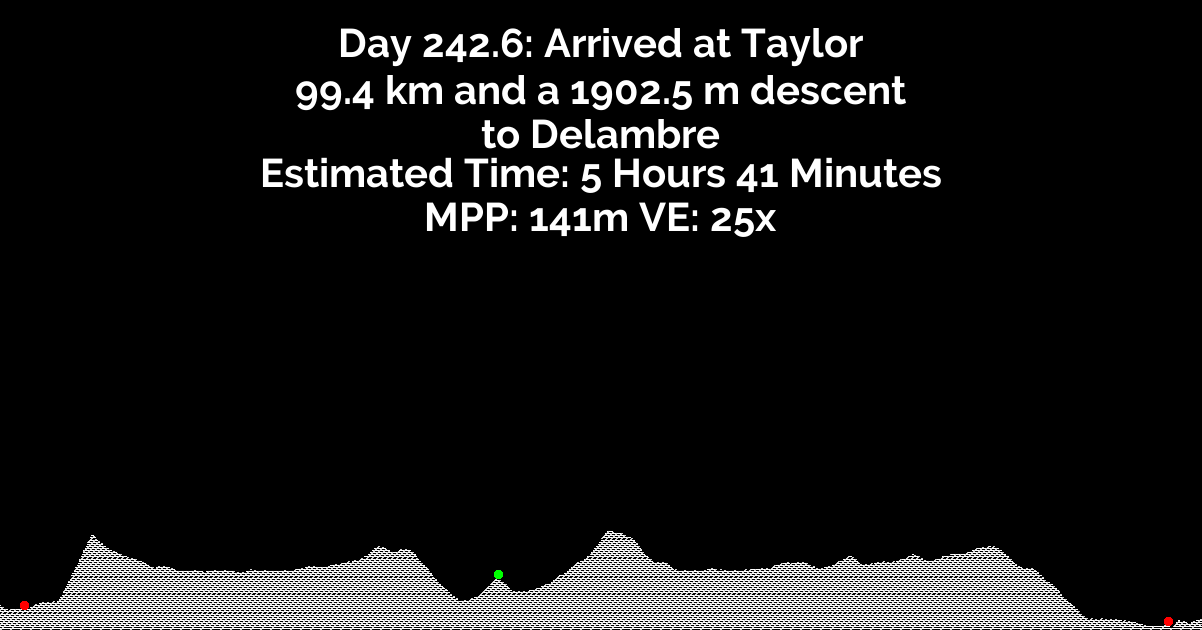 Day 242.6: Arrived at Taylor
99.4 km and a 1902.5 m descent
to Delambre
Estimated Time: 5 Hours 41 Minutes
MPP: 141m VE: 25x